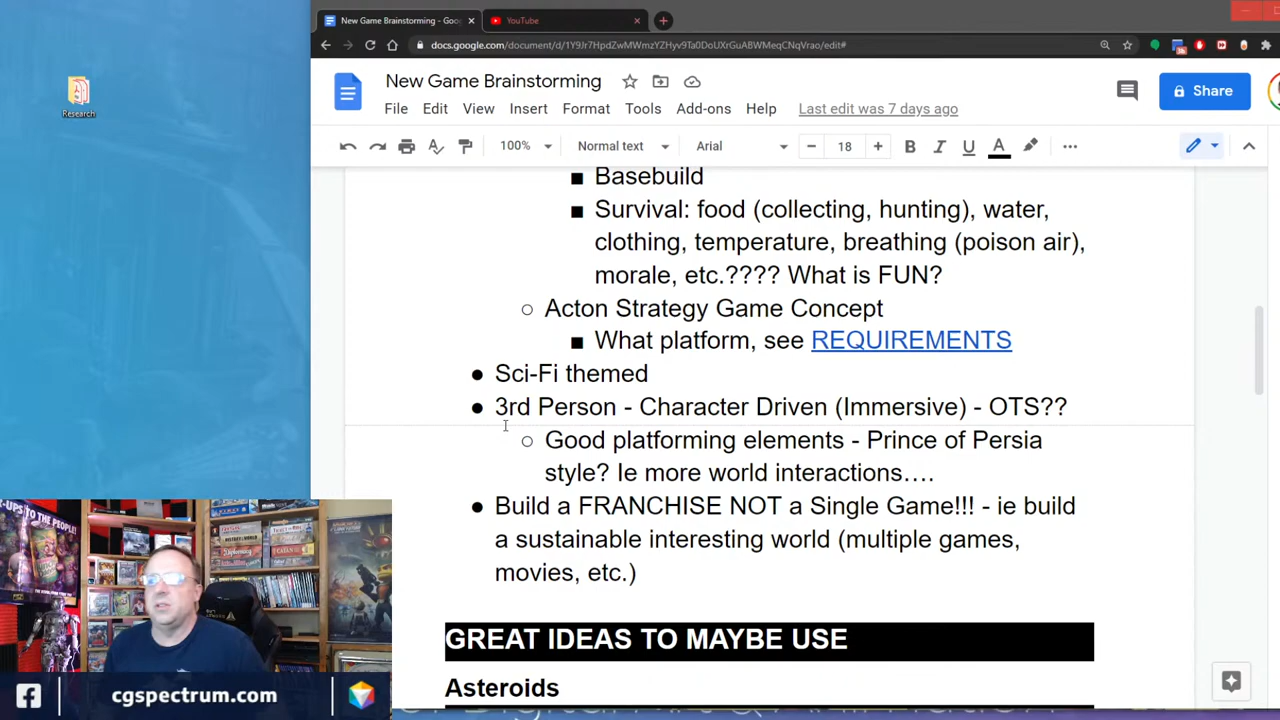 New Game Brainstorming - Goo
YouTube
docs.google.com/document/d/1Y9Jr7HpdZwMWmzYZHyv9Ta0DoUXrGuABWMeqCNqVrao/edit#
Research
New Game Brainstorming
Share
File Edit View Insert Format Tools Add-ons Help Last edit was 7 days ago
100% Normal text Arial 18 B I U A
■ Basebuild
■ Survival: food (collecting, hunting), water,
clothing, temperature, breathing (poison air),
morale, etc.???? What is FUN?
○ Acton Strategy Game Concept
■ What platform, see REQUIREMENTS
● Sci-Fi themed
● 3rd Person - Character Driven (Immersive) - OTS??
○ Good platforming elements - Prince of Persia
style? Ie more world interactions….
● Build a FRANCHISE NOT a Single Game!!! - ie build
a sustainable interesting world (multiple games,
movies, etc.)
GREAT IDEAS TO MAYBE USE
Asteroids
cgspectrum.com